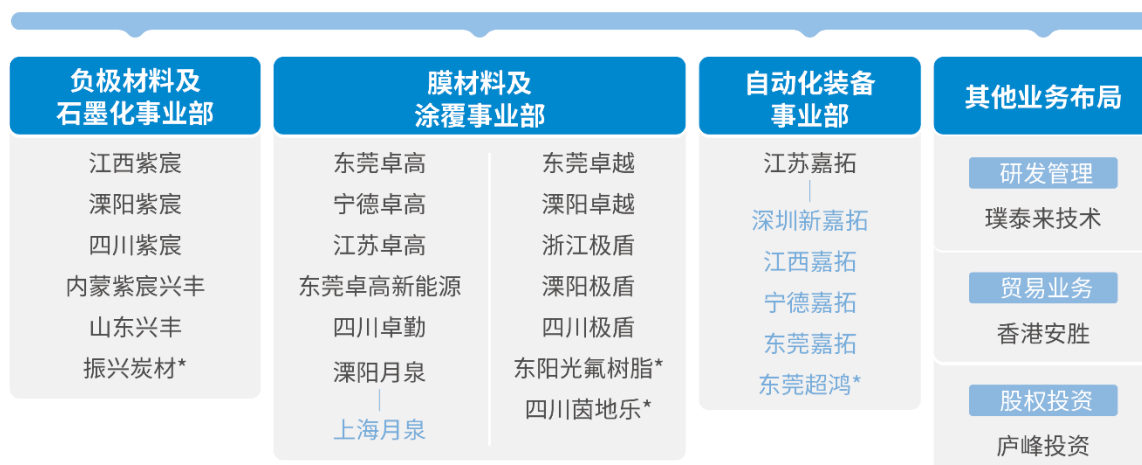 负极材料及
石墨化事业部
江西紫宸
溧阳紫宸
四川紫宸
内蒙紫宸兴丰
山东兴丰
振兴炭材*
膜材料及
涂覆事业部
东莞卓高
宁德卓高
江苏卓高
东莞卓高新能源
四川卓勤
溧阳月泉
上海月泉
东莞卓越
溧阳卓越
浙江极盾
溧阳极盾
四川极盾
东阳光氟树脂*
四川茵地乐*
自动化装备
事业部
江苏嘉拓
深圳新嘉拓
江西嘉拓
宁德嘉拓
东莞嘉拓
东莞超鸿*
其他业务布局
研发管理
璞泰来技术
贸易业务
香港安胜
股权投资
庐峰投资